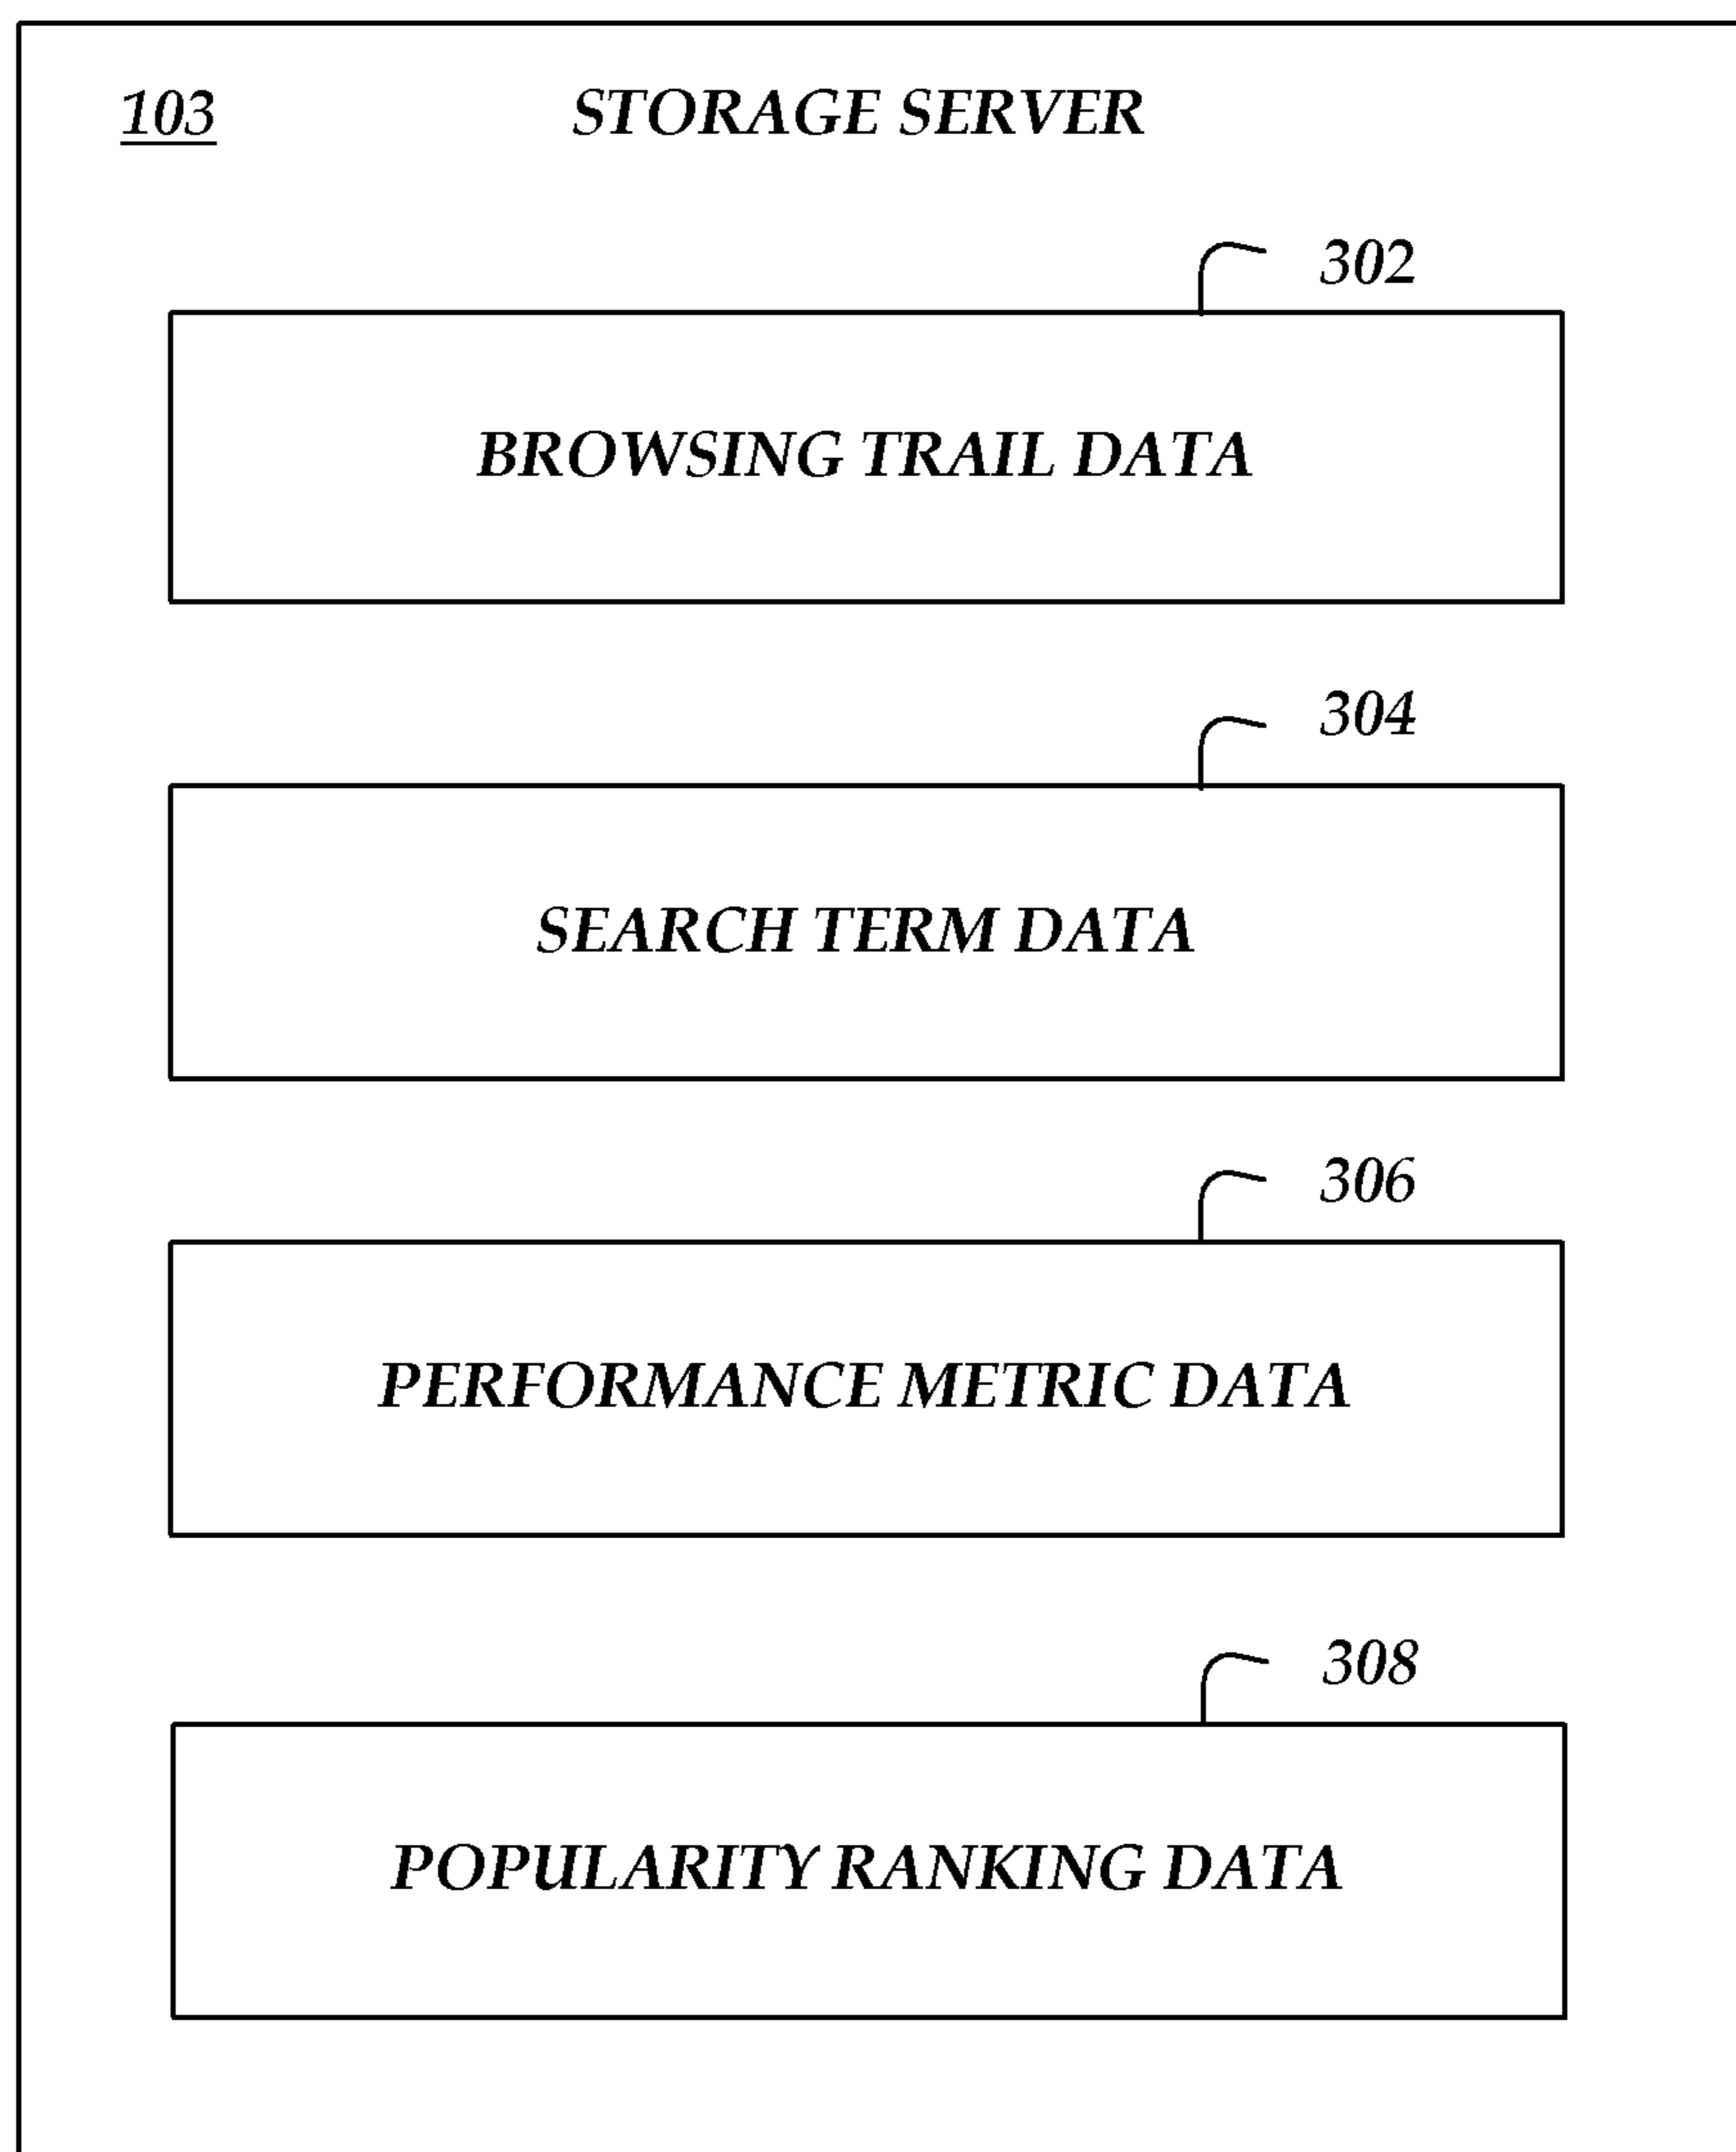 103 STORAGE SERVER
302
BROWSING TRAIL DATA
304
SEARCH TERM DATA
306
PERFORMANCE METRIC DATA
308
POPULARITY RANKING DATA